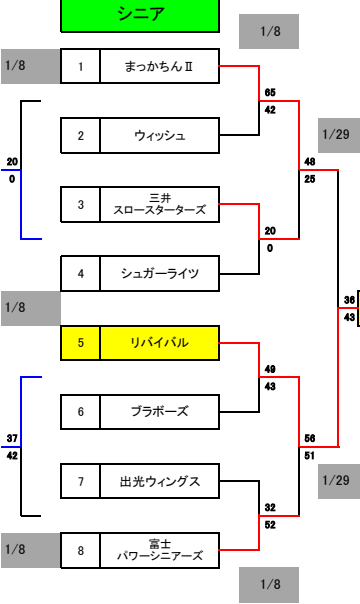 シニア
1/8
1/8
1 まっかちんⅡ
65
42
2 ウィッシュ
1/29
20
0
48
25
3 三井
スロースターターズ
20
0
4 シュガーライツ
1/8
36
43
5 リバイバル
49
43
6 ブラボーズ
37
42
56
51
7 出光ウィングス
1/29
32
52
1/8
8 富士
パワーシニアーズ
1/8